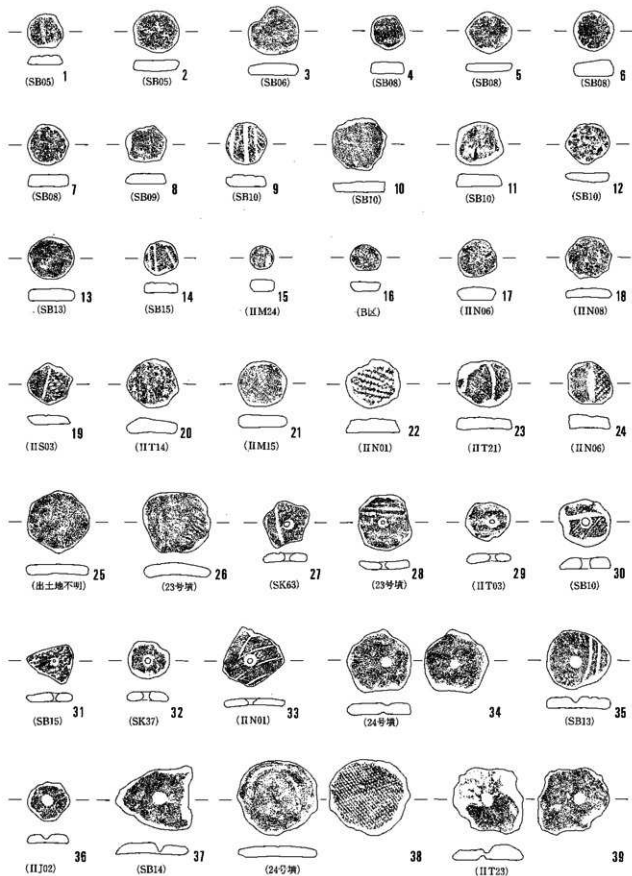 1 2 3 4 5 6
(SB05) (SB05) (SB06) (SB08) (SB08) (SB08)
7 8 9 10 11 12
(SB08) (SB09) (SB10) (SB10) (SB10) (SB10)
13 14 15 16 17 18
(SB13) (SB15) (IIM24) (B区) (IIN06) (IIN08)
19 20 21 22 23 24
(IIS03) (IIT14) (IIM15) (IIN01) (IIT21) (IIN06)
25 26 27 28 29 30
(出土地不明) (23号墳) (SK63) (23号墳) (IIT03) (SB10)
31 32 33 34 35
(SB15) (SK37) (IIN01) (24号墳) (SB13)
36 37 38 39
(IIJ02) (SB14) (24号墳) (IIT23)